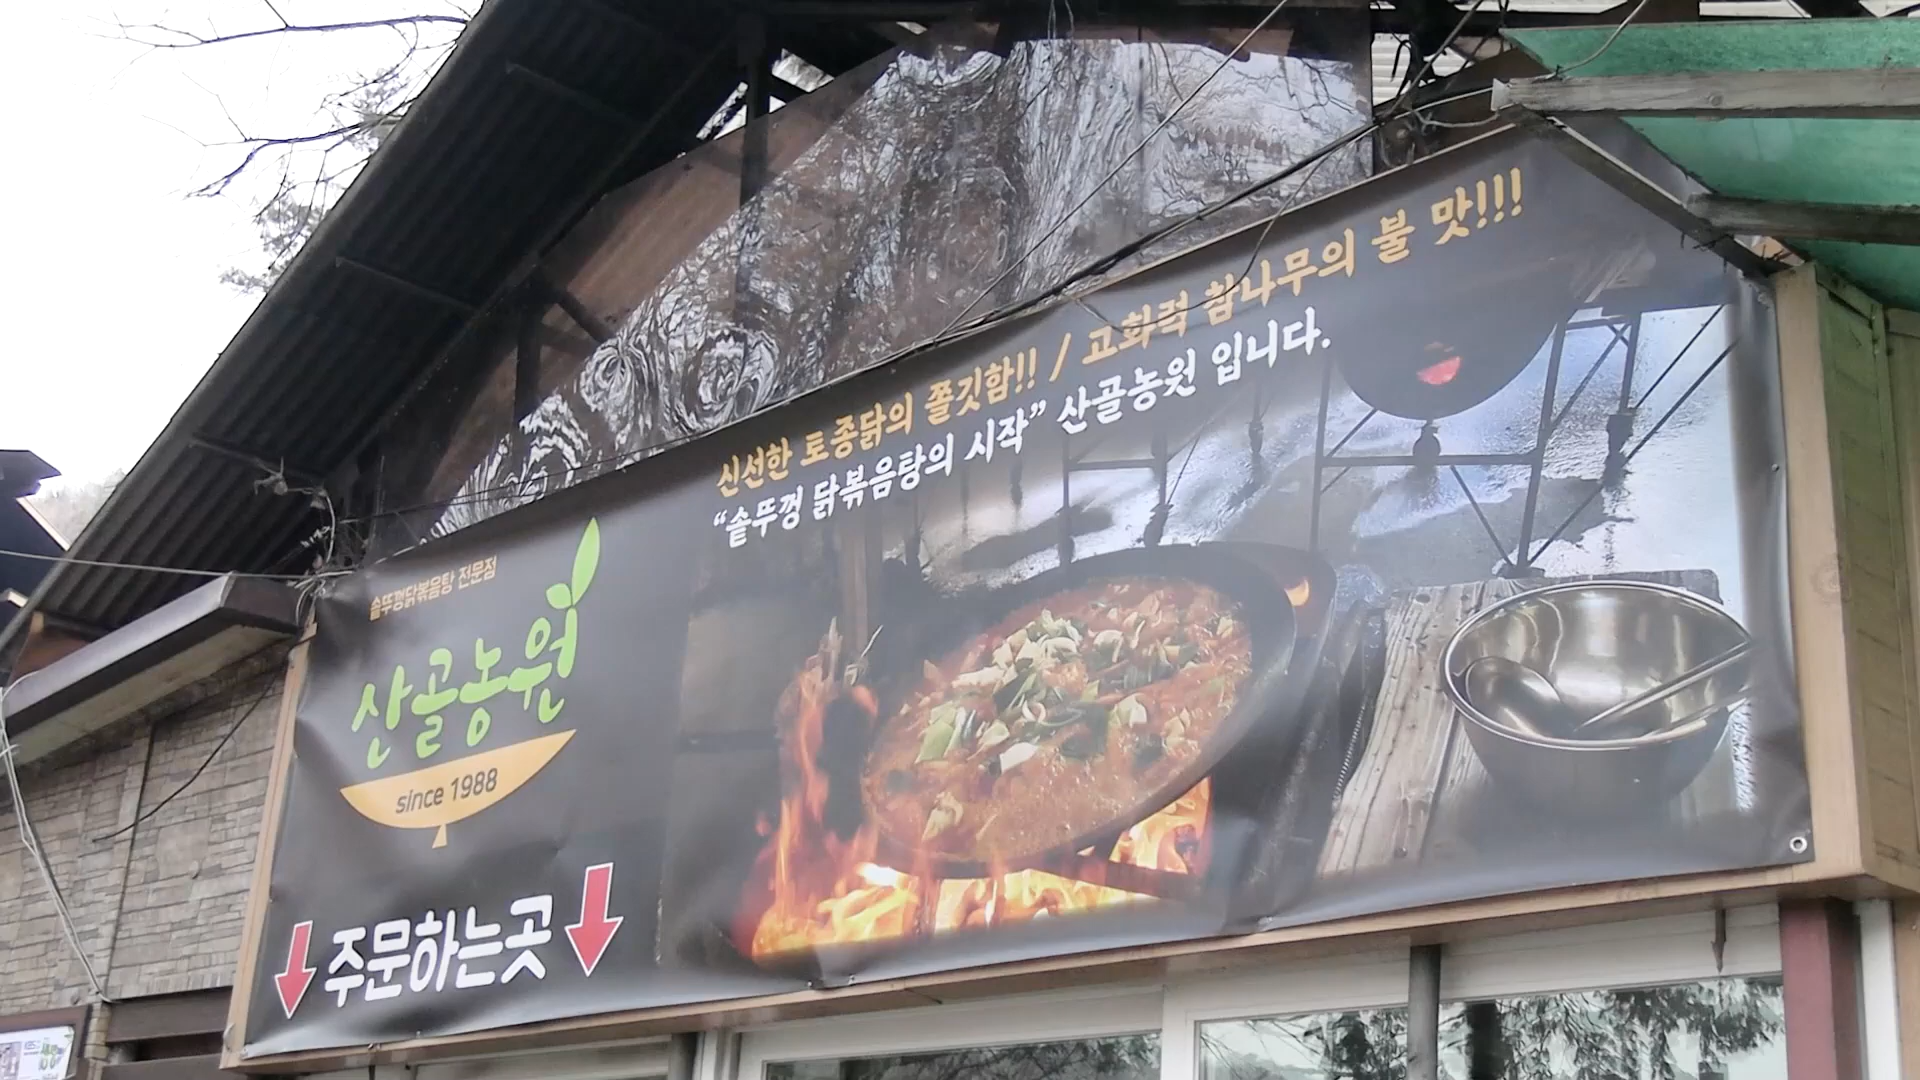 신선한 토종닭의 쫄깃함!! / 고화력 참나무의 불 맛!!!
“솥뚜껑 닭볶음탕의 시작” 산골농원 입니다.
솥뚜껑닭볶음탕 전문점
산골농원
since 1988
주문하는곳